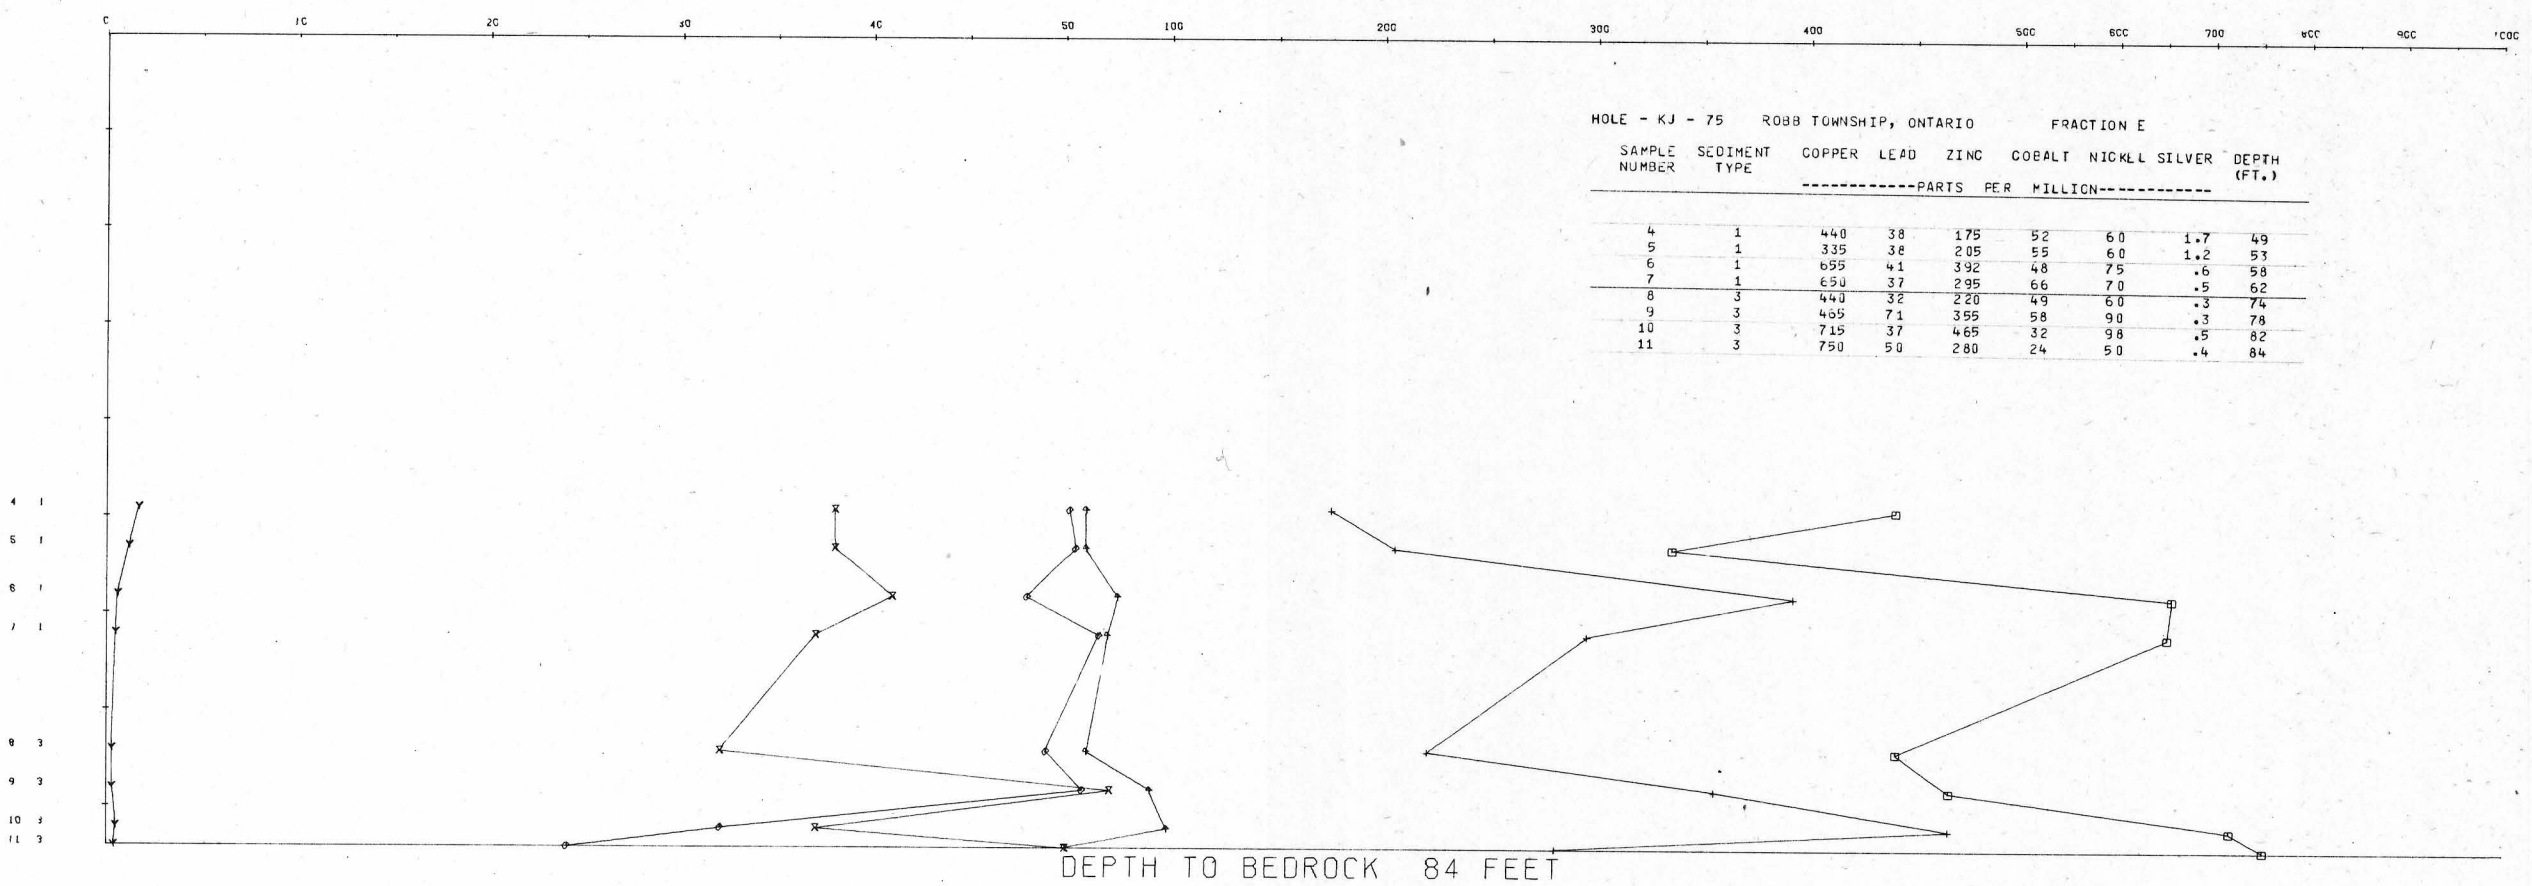 0 10 20 30 40 50 100 200 300 400 500 600 700 800 900 1000
HOLE - KJ - 75 ROBB TOWNSHIP, ONTARIO FRACTION E
SAMPLE SEDIMENT COPPER LEAD ZINC COBALT NICKEL SILVER DEPTH
NUMBER TYPE (FT.)
------------PARTS PER MILLION------------
4 1 440 38 175 52 60 1.7 49
5 1 335 38 205 55 60 1.2 53
6 1 655 41 392 48 75 .6 58
7 1 650 37 295 66 70 .5 62
8 3 440 32 220 49 60 .3 74
9 3 465 71 355 58 90 .3 78
10 3 715 37 465 32 98 .5 82
11 3 750 50 280 24 50 .4 84
4 1
5 1
6 1
7 1
8 3
9 3
10 3
11 3
DEPTH TO BEDROCK 84 FEET